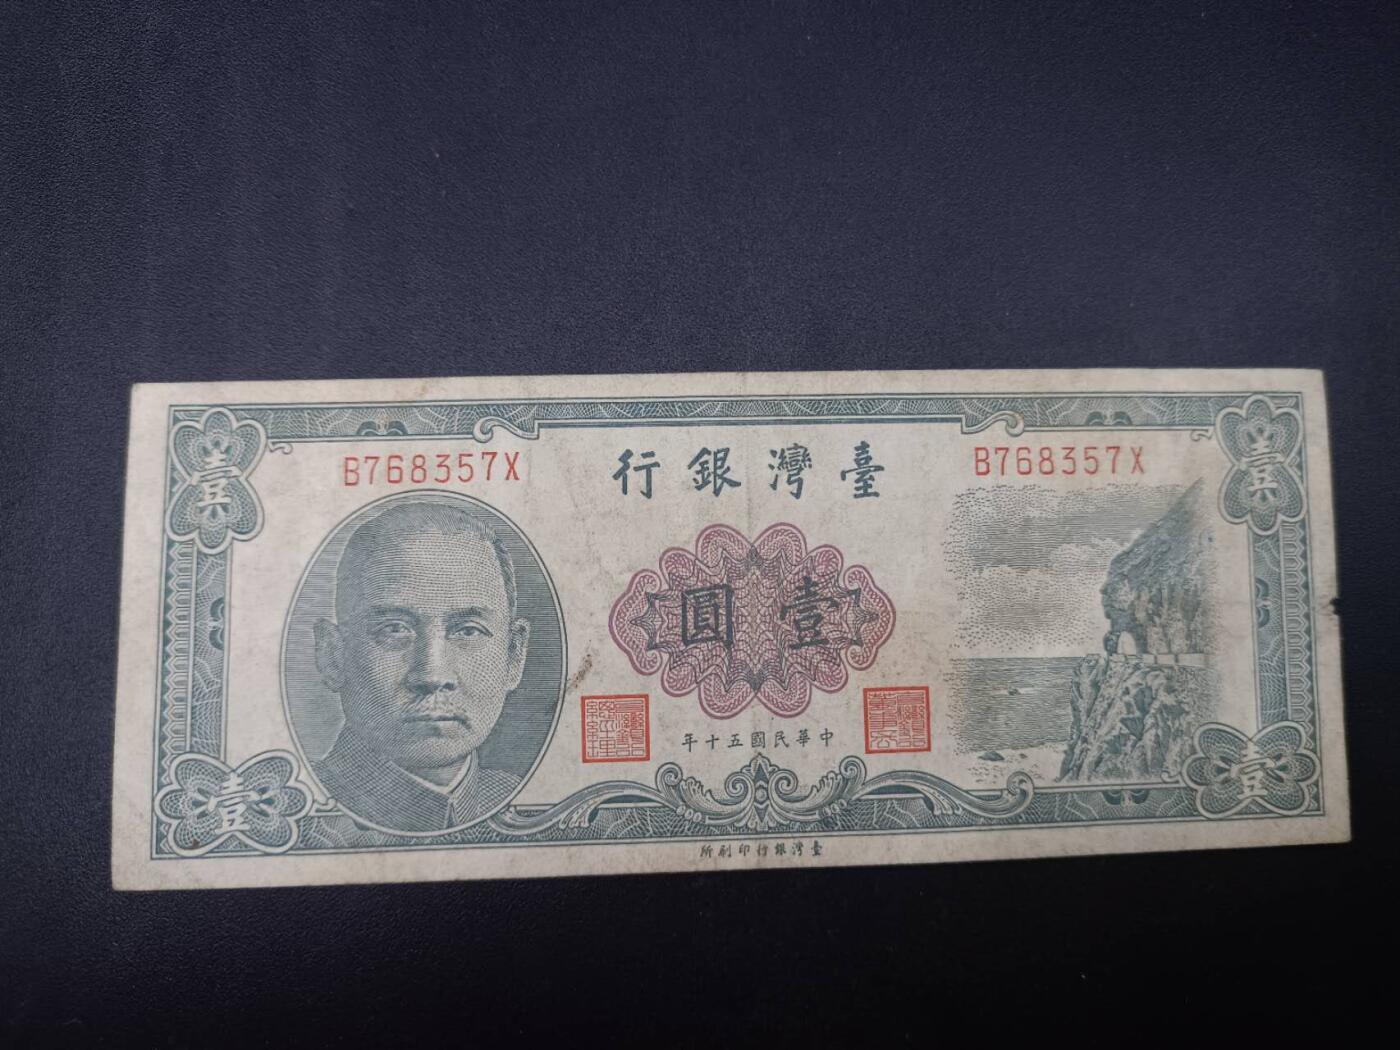 壹
壹
B768357X
臺灣銀行
B768357X
壹圓
中華民國五十年
壹
壹
臺灣銀行印刷所